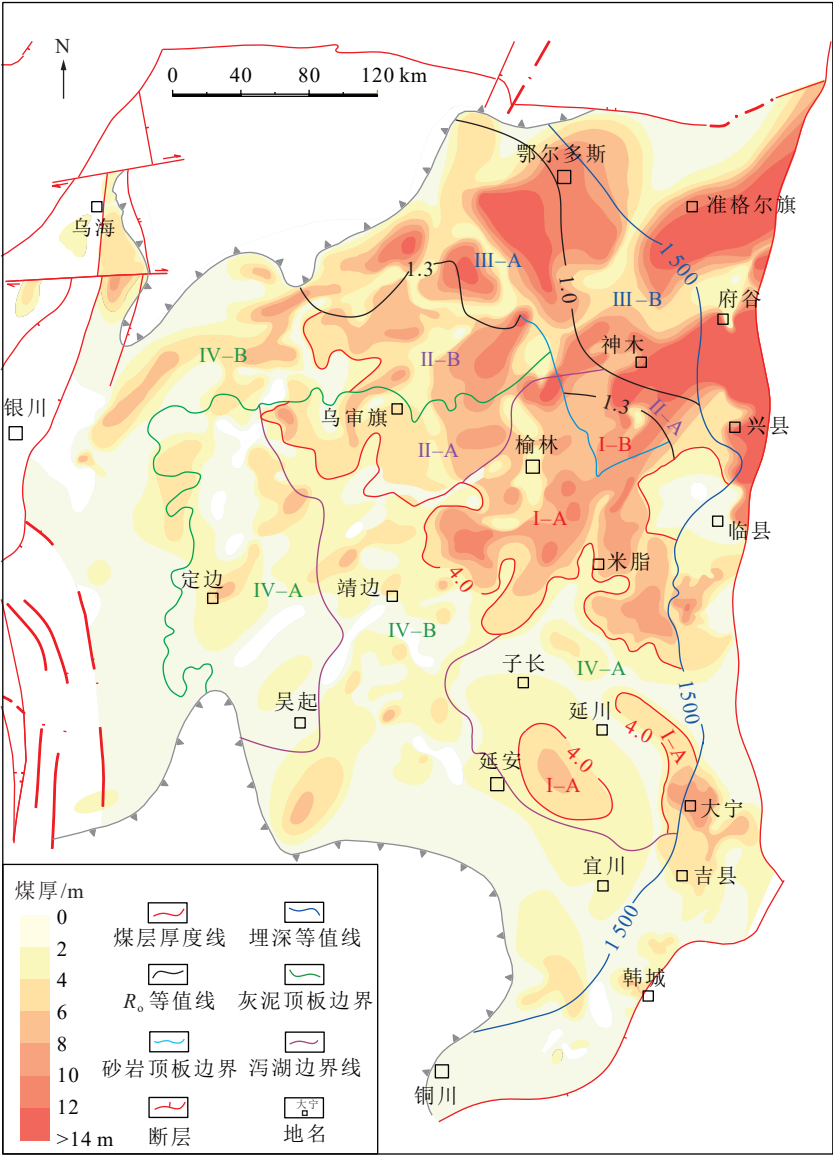 N
0 40 80 120 km
鄂尔多斯
乌海
准格尔旗
1 500
III–A
1.3
1.0
III–B
府谷
神木
IV–B
II–B
1.3
II–A
银川
乌审旗
II–A
榆林
I–B
兴县
I–A
临县
米脂
4.0
定边
IV–A
靖边
IV–B
子长
IV–A
1500
吴起
延川
4.0
I–A
4.0
延安
I–A
大宁
宜川
吉县
1 500
韩城
铜川
煤厚/m
0
2
4
6
8
10
12
>14 m
煤层厚度线
埋深等值线
Ro等值线
灰泥顶板边界
砂岩顶板边界
泻湖边界线
大宁
断层
地名